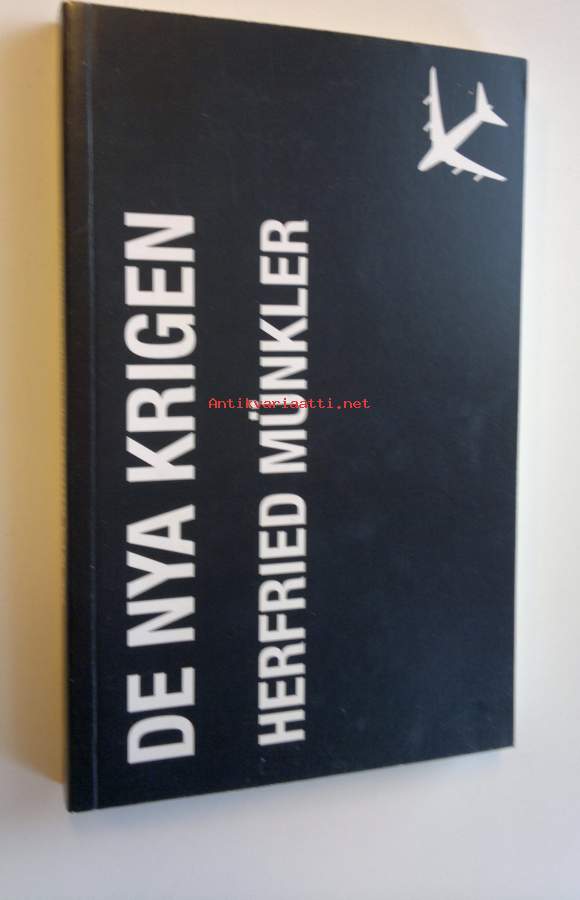 DE NYA KRIGEN
HERFRIED MÜNKLER
Antikvariaatti.net